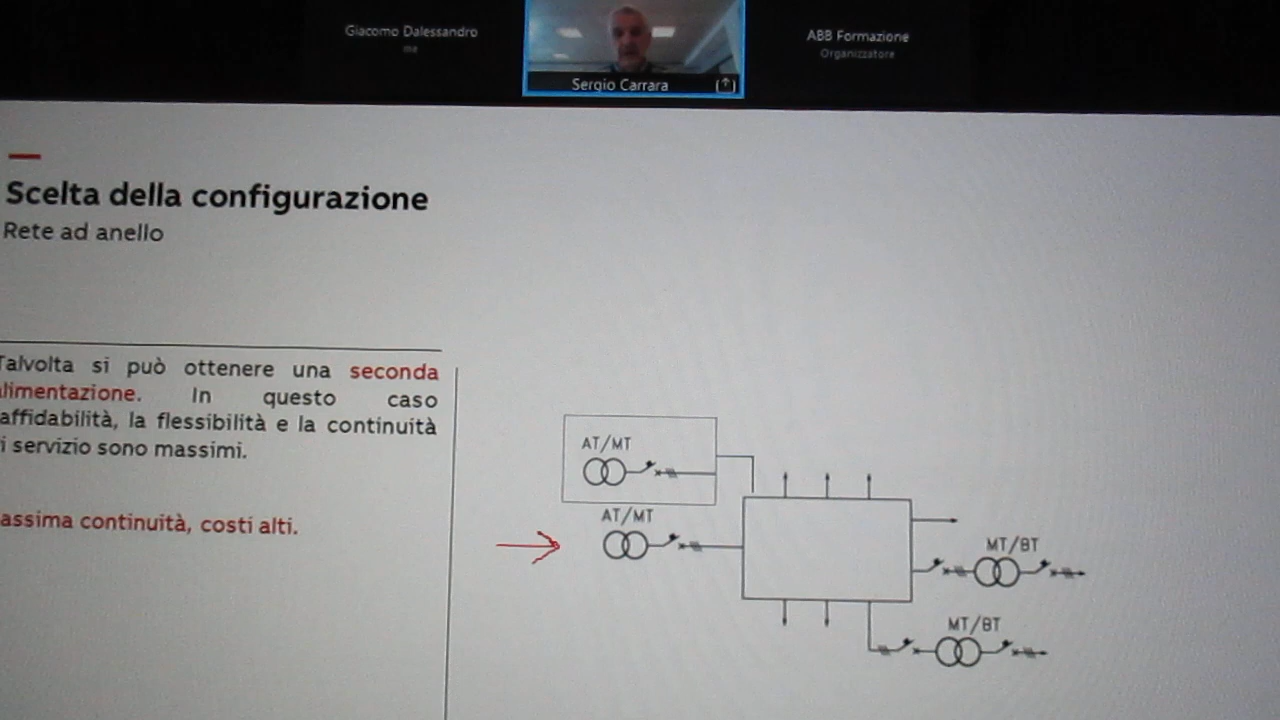 Giacomo Dalessandro
me
Sergio Carrara
ABB Formazione
Organizzatore
Scelta della configurazione
Rete ad anello
Talvolta si può ottenere una seconda
alimentazione. In questo caso
affidabilità, la flessibilità e la continuità
i servizio sono massimi.
assima continuità, costi alti.
AT/MT
AT/MT
MT/BT
MT/BT